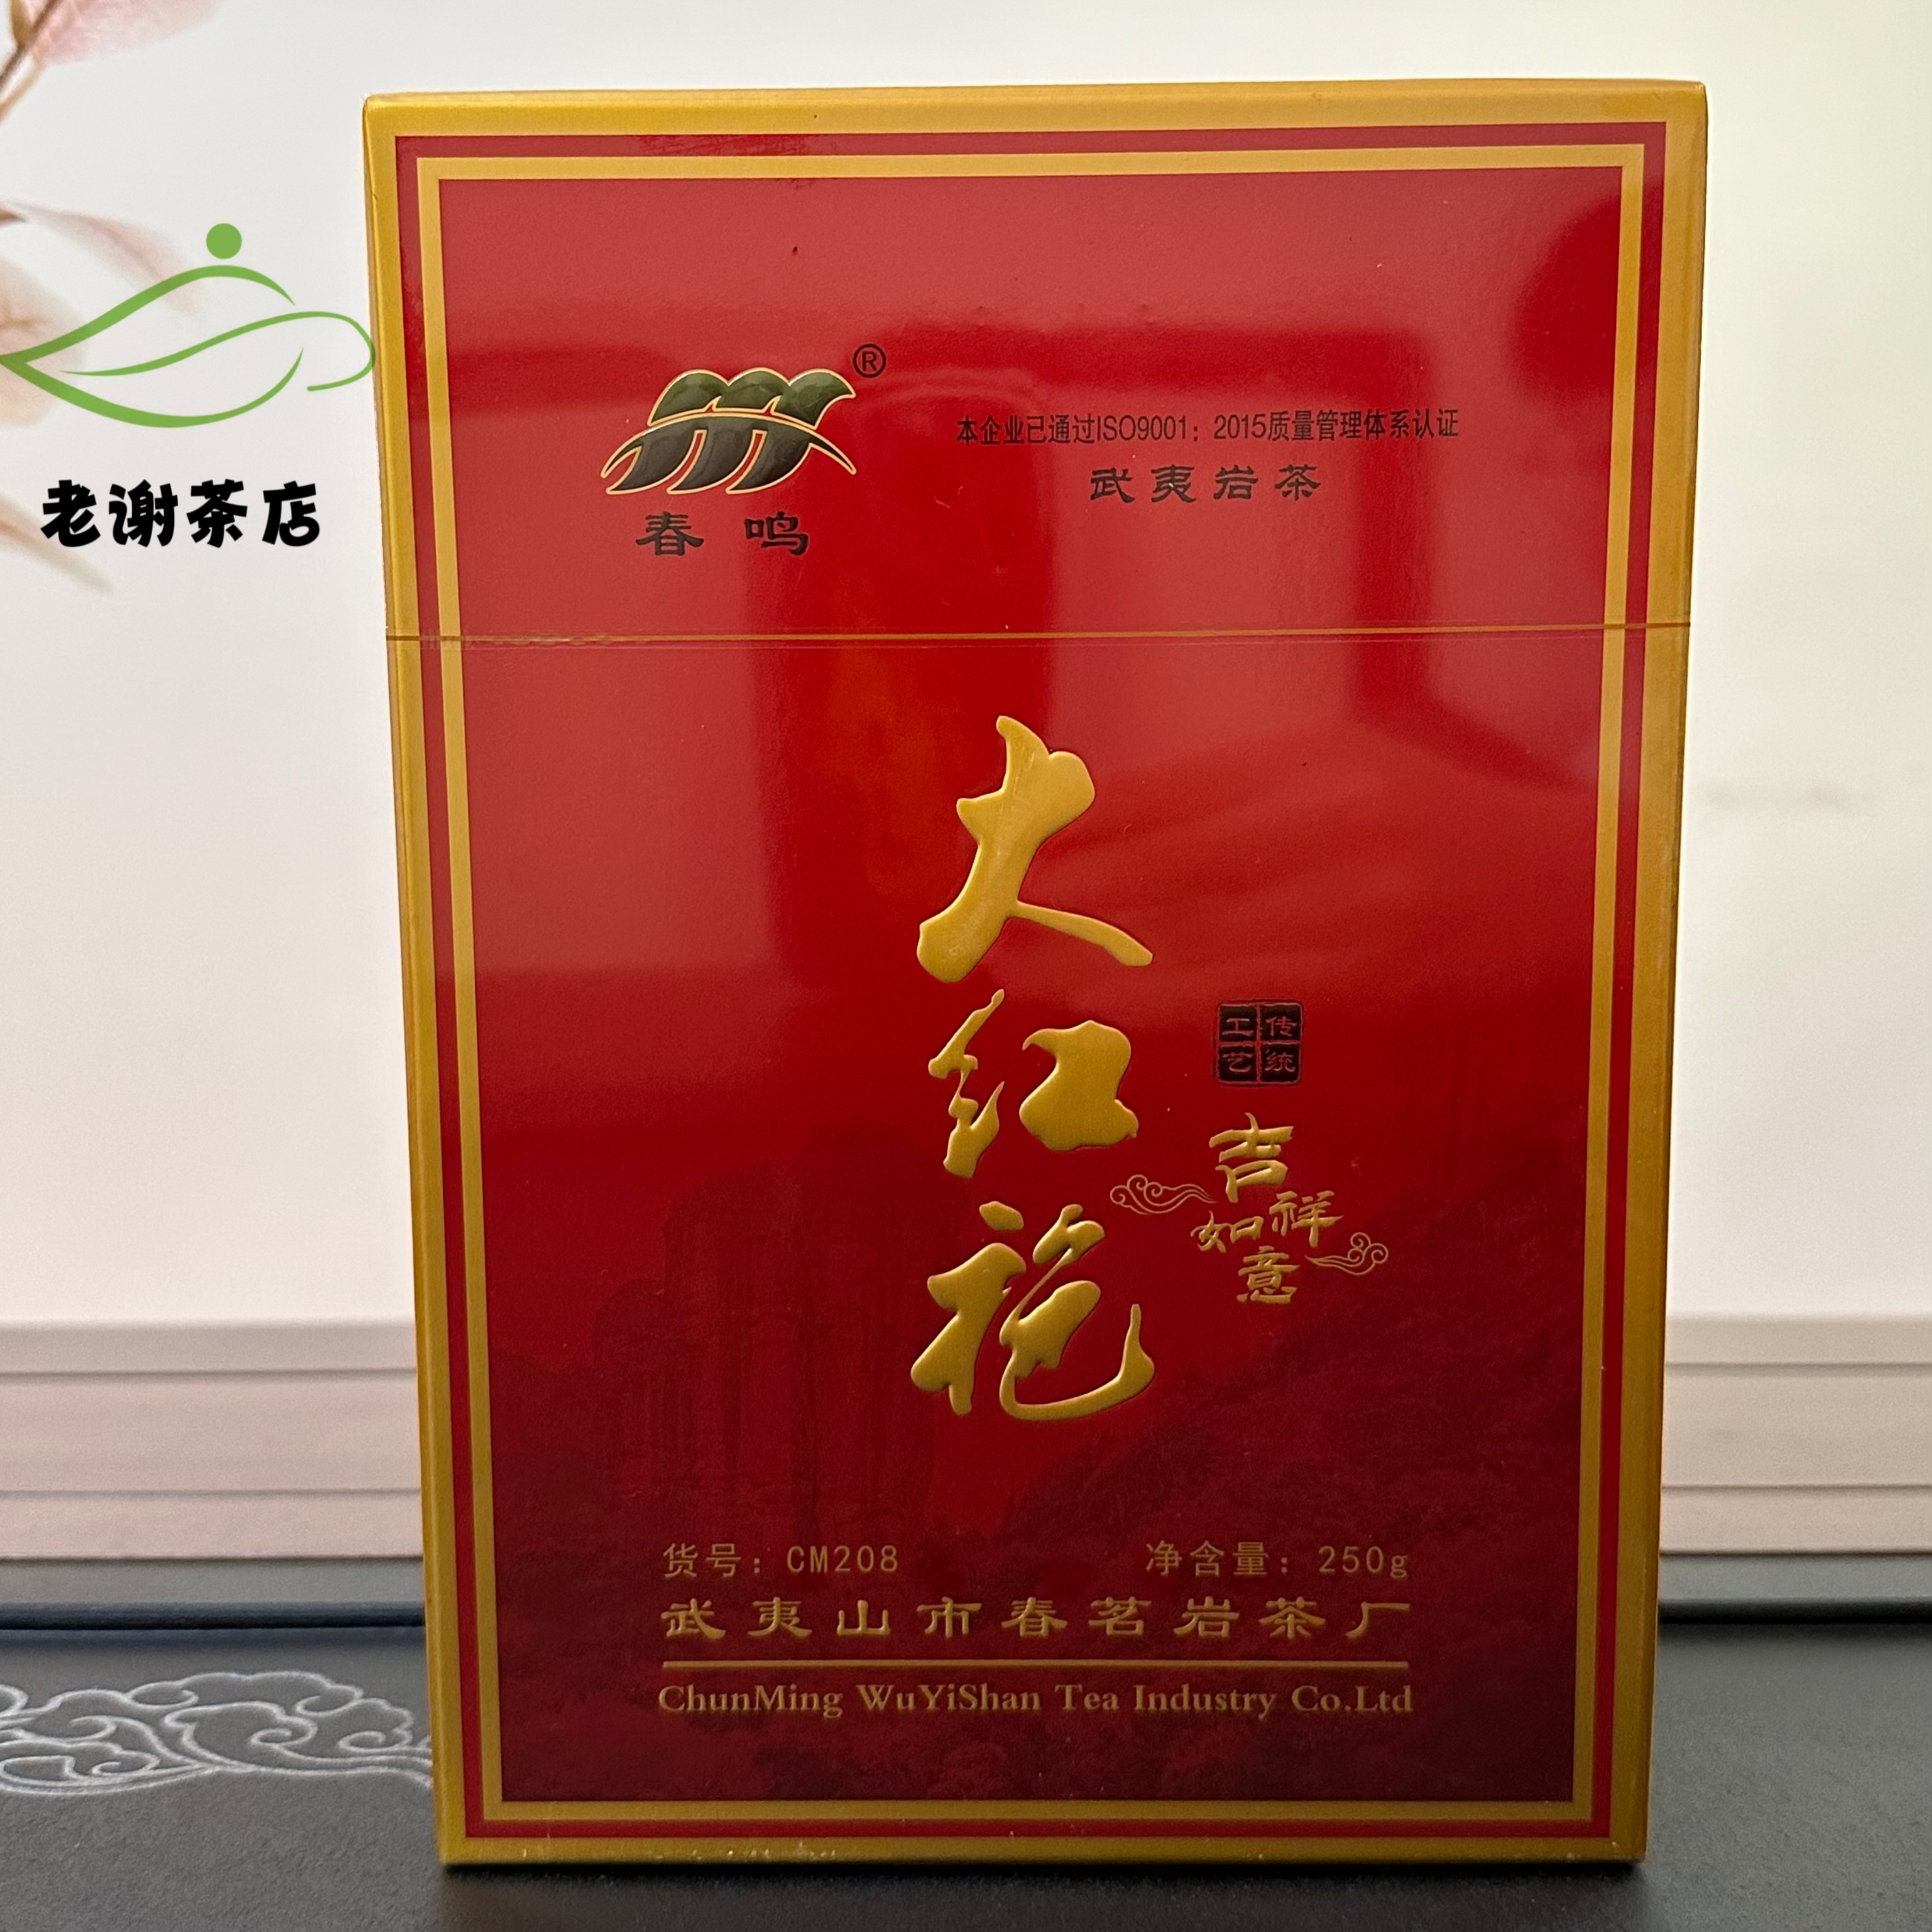 老谢茶店
®
春鸣
本企业已通过ISO9001：2015质量管理体系认证
武夷岩茶
大红袍
传统工艺
吉祥如意
货号：CM208
净含量：250g
武夷山市春茗岩茶厂
ChunMing WuYiShan Tea Industry Co.Ltd